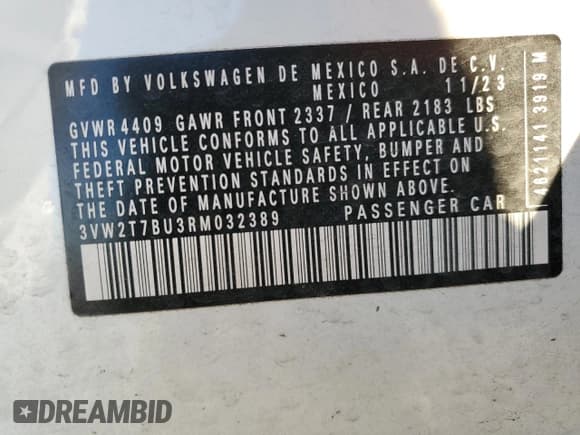 MFD BY VOLKSWAGEN DE MEXICO S.A. DE C.V.
MEXICO 11/23
GVWR 4409 GAWR FRONT 2337 / REAR 2183 LBS
THIS VEHICLE CONFORMS TO ALL APPLICABLE U.S.
FEDERAL MOTOR VEHICLE SAFETY, BUMPER AND
THEFT PREVENTION STANDARDS IN EFFECT ON
THE DATE OF MANUFACTURE SHOWN ABOVE.
3VW2T7BU3RM032389 PASSENGER CAR
3919 M
DREAMBID